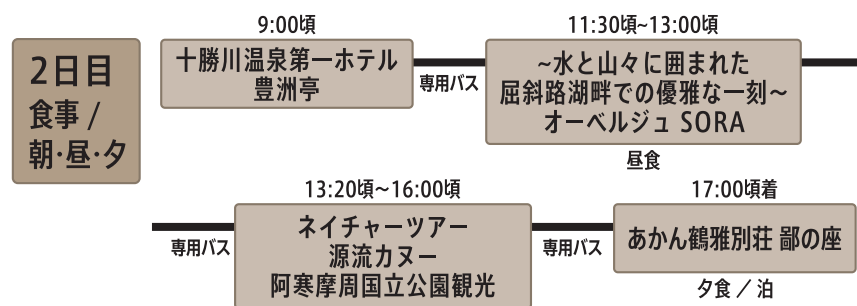 2日目
食事 /
朝・昼・夕
9:00頃
十勝川温泉第一ホテル
豊洲亭
専用バス
11:30頃~13:00頃
~水と山々に囲まれた
屈斜路湖畔での優雅な一刻~
オーベルジュ SORA
昼食
専用バス
13:20頃~16:00頃
ネイチャーツアー
源流カヌー
阿寒摩周国立公園観光
専用バス
17:00頃着
あかん鶴雅別荘 鄙の座
夕食 / 泊